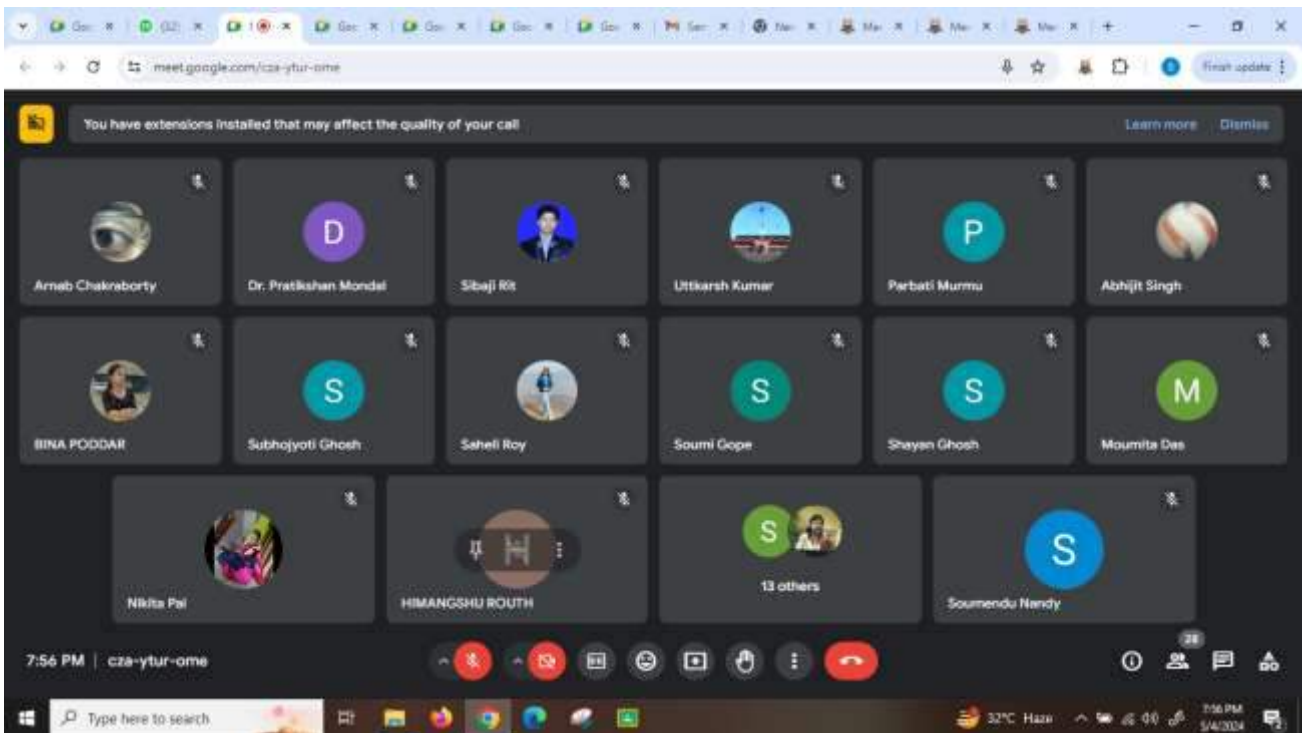 meet.google.com/cza-ytur-ome
Finish update
You have extensions installed that may affect the quality of your call
Learn more
Dismiss
Arnab Chakraborty
D
Dr. Pratikshan Mondal
Sibaji Rit
Uttkarsh Kumar
P
Parbati Murmu
Abhijit Singh
BINA PODDAR
S
Subhojyoti Ghosh
Saheli Roy
S
Soumi Gope
S
Shayan Ghosh
M
Moumita Das
Nikita Pal
H
HIMANGSHU ROUTH
S
13 others
S
Soumendu Nandy
7:56 PM | cza-ytur-ome
28
Type here to search
32°C Haze
7:56 PM
5/4/2024